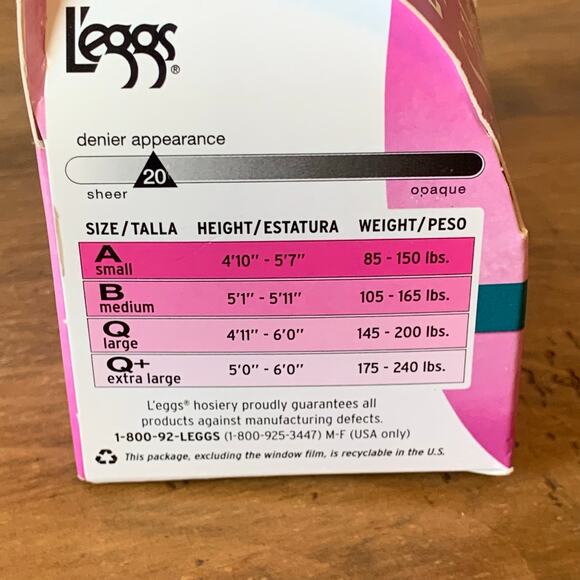 L'eggs®
denier appearance
20
sheer opaque
SIZE/TALLA HEIGHT/ESTATURA WEIGHT/PESO
A small 4'10" - 5'7" 85 - 150 lbs.
B medium 5'1" - 5'11" 105 - 165 lbs.
Q large 4'11" - 6'0" 145 - 200 lbs.
Q+ extra large 5'0" - 6'0" 175 - 240 lbs.
L'eggs® hosiery proudly guarantees all
products against manufacturing defects.
1-800-92-LEGGS (1-800-925-3447) M-F (USA only)
This package, excluding the window film, is recyclable in the U.S.